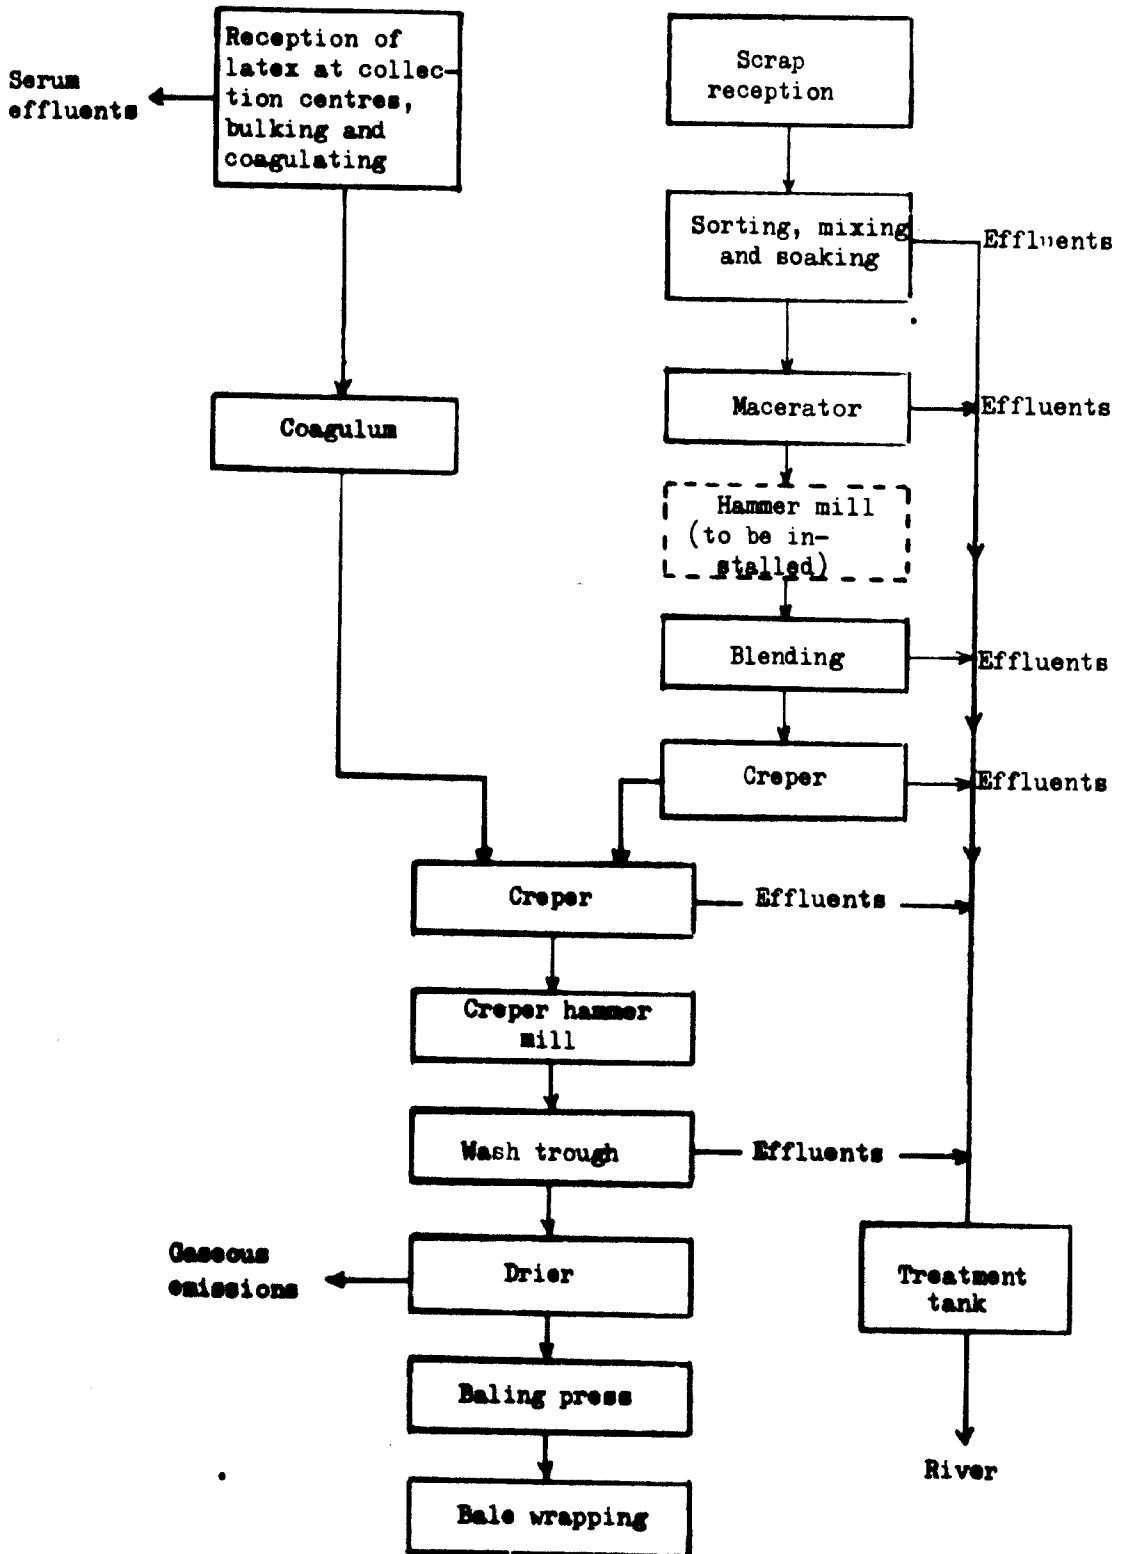 Reception of
latex at collec-
tion centres,
bulking and
coagulating
Serum
effluents
Scrap
reception
Sorting, mixing
and soaking
Effluents
Coagulum
Macerator
Effluents
Hammer mill
(to be in-
stalled)
Blending
Effluents
Creper
Effluents
Creper
Effluents
Creper hammer
mill
Wash trough
Effluents
Gaseous
emissions
Drier
Treatment
tank
Baling press
River
Bale wrapping